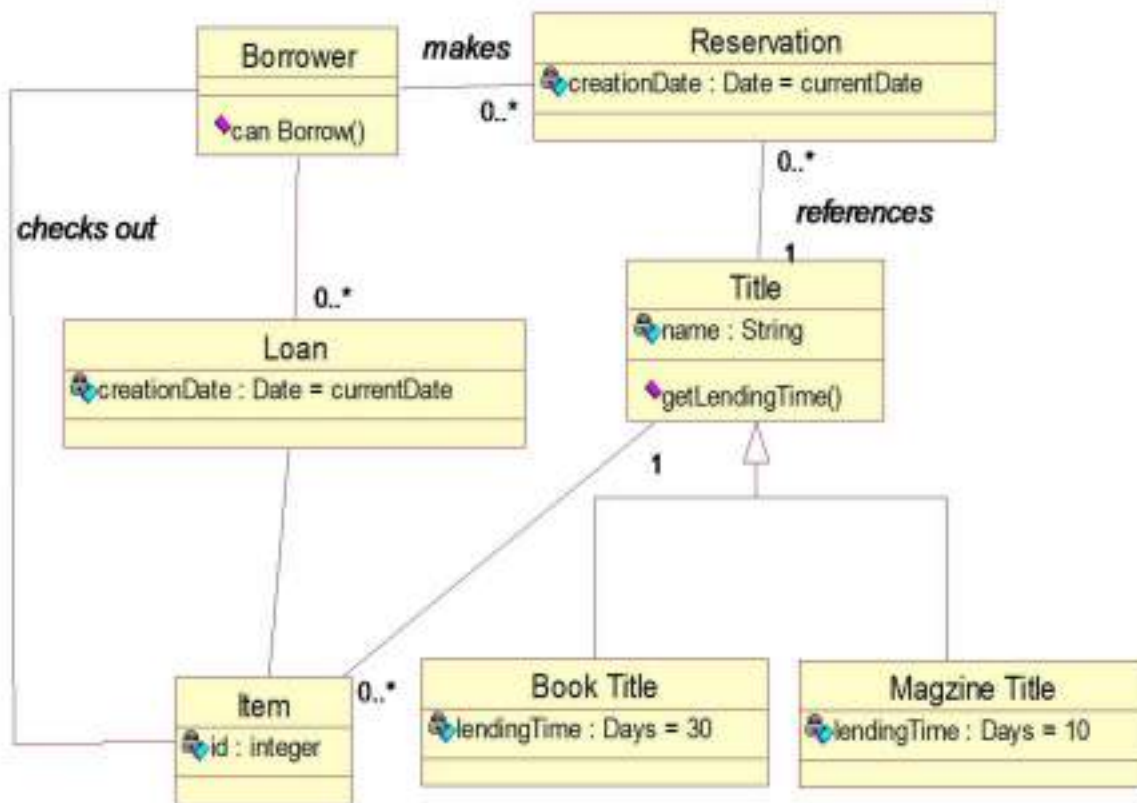 Borrower
can Borrow()
makes
0..*
Reservation
creationDate : Date = currentDate
0..*
references
1
checks out
0..*
Loan
creationDate : Date = currentDate
Title
name : String
getLendingTime()
1
0..*
Item
id : integer
Book Title
lendingTime : Days = 30
Magzine Title
lendingTime : Days = 10